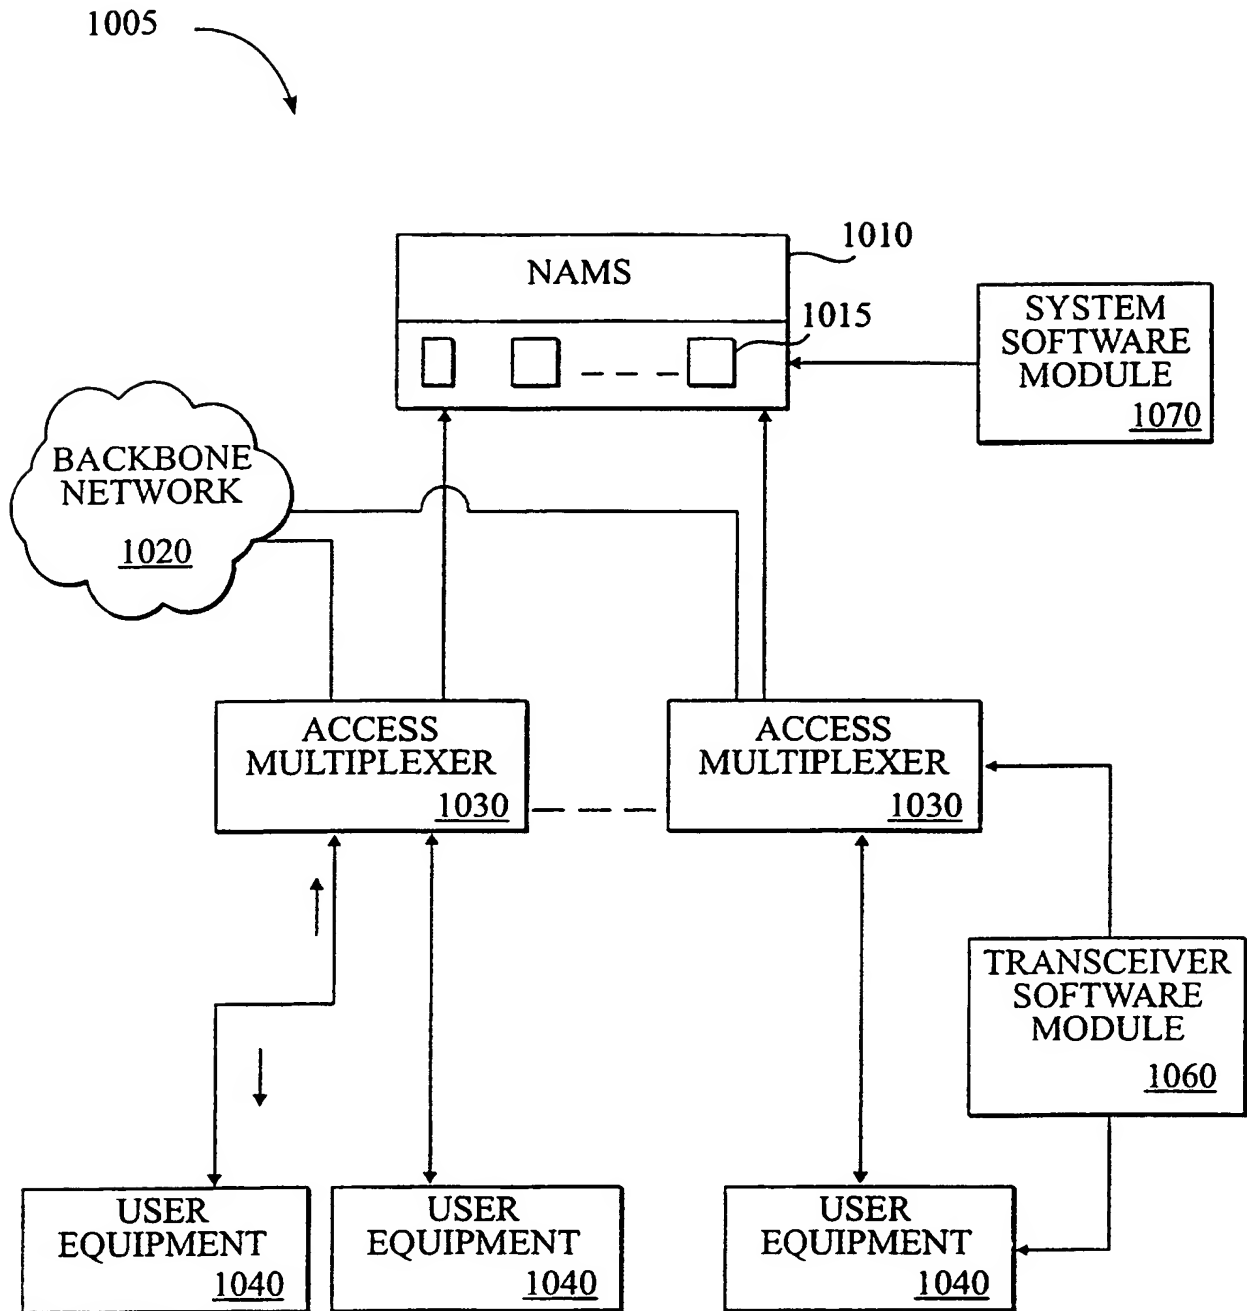 1005
1010
NAMS
1015
SYSTEM
SOFTWARE
MODULE
1070
BACKBONE
NETWORK
1020
ACCESS
MULTIPLEXER
1030
ACCESS
MULTIPLEXER
1030
TRANSCEIVER
SOFTWARE
MODULE
1060
USER
EQUIPMENT
1040
USER
EQUIPMENT
1040
USER
EQUIPMENT
1040